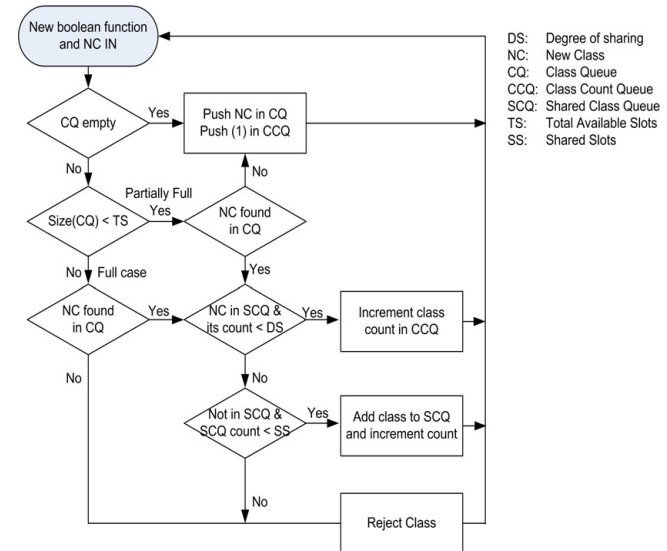 New boolean function
and NC IN
DS: Degree of sharing
NC: New Class
CQ: Class Queue
CCQ: Class Count Queue
SCQ: Shared Class Queue
TS: Total Available Slots
SS: Shared Slots
CQ empty
Yes
Push NC in CQ
Push (1) in CCQ
No
No
Partially Full
Size(CQ) < TS
Yes
NC found
in CQ
No
Full case
Yes
NC found
in CQ
Yes
NC in SCQ &
its count < DS
Yes
Increment class
count in CCQ
No
No
Not in SCQ &
SCQ count < SS
Yes
Add class to SCQ
and increment count
No
Reject Class